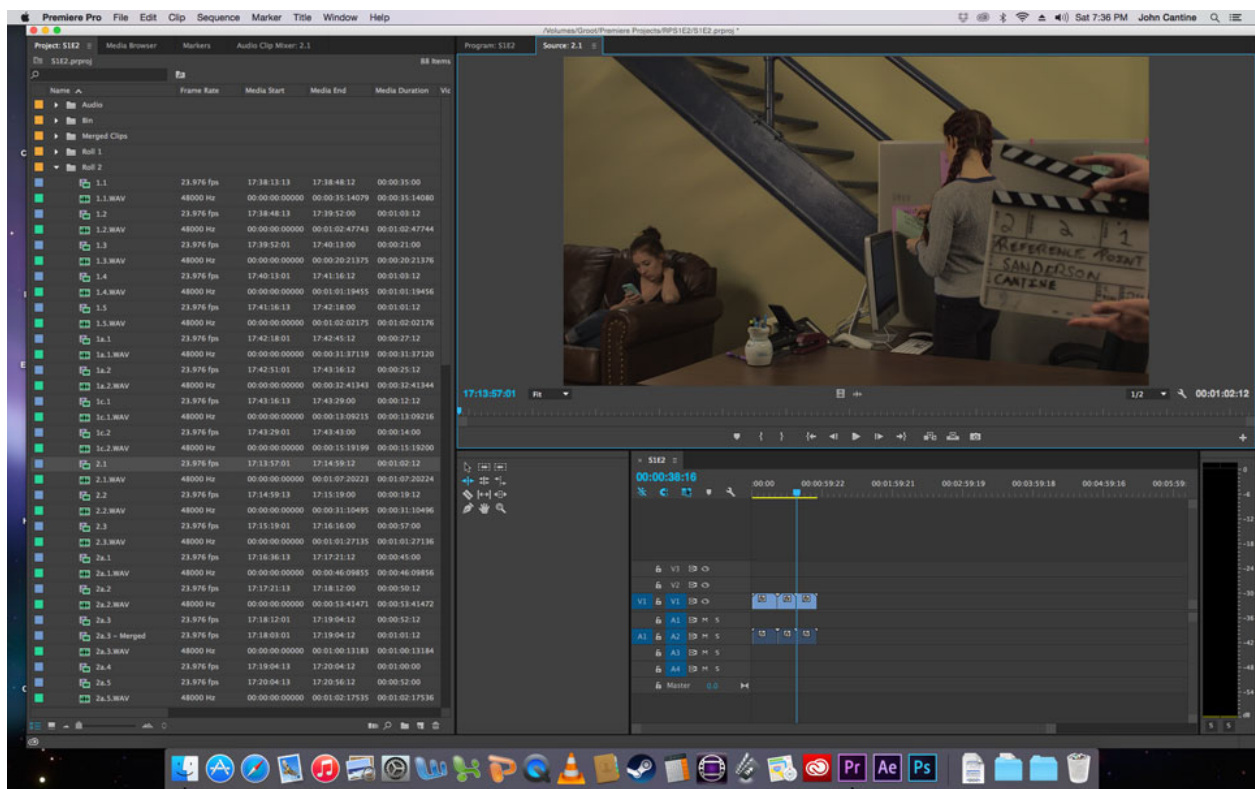 Premiere Pro File Edit Clip Sequence Marker Title Window Help Sat 7:36 PM John Cantine
/Volumes/Groot/Premiere Projects/RPS1E2/S1E2.prproj *
Project: S1E2 Media Browser Markers Audio Clip Mixer: 2.1
S1E2.prproj 88 Items
Name Frame Rate Media Start Media End Media Duration Vic
Audio
Bin
Merged Clips
Roll 1
Roll 2
1.1 23.976 fps 17:38:13:13 17:38:48:12 00:00:35:00
1.1.WAV 48000 Hz 00:00:00:00000 00:00:35:14079 00:00:35:14080
1.2 23.976 fps 17:38:48:13 17:39:52:00 00:01:03:12
1.2.WAV 48000 Hz 00:00:00:00000 00:01:02:47743 00:01:02:47744
1.3 23.976 fps 17:39:52:01 17:40:13:00 00:00:21:00
1.3.WAV 48000 Hz 00:00:00:00000 00:00:20:21375 00:00:20:21376
1.4 23.976 fps 17:40:13:01 17:41:16:12 00:01:03:12
1.4.WAV 48000 Hz 00:00:00:00000 00:01:01:19455 00:01:01:19456
1.5 23.976 fps 17:41:16:13 17:42:18:00 00:01:01:12
1.5.WAV 48000 Hz 00:00:00:00000 00:01:02:02175 00:01:02:02176
1a.1 23.976 fps 17:42:18:01 17:42:45:12 00:00:27:12
1a.1.WAV 48000 Hz 00:00:00:00000 00:00:31:37119 00:00:31:37120
1a.2 23.976 fps 17:42:51:01 17:43:16:12 00:00:25:12
1a.2.WAV 48000 Hz 00:00:00:00000 00:00:32:41343 00:00:32:41344
1c.1 23.976 fps 17:43:16:13 17:43:29:00 00:00:12:12
1c.1.WAV 48000 Hz 00:00:00:00000 00:00:13:09215 00:00:13:09216
1c.2 23.976 fps 17:43:29:01 17:43:43:00 00:00:14:00
1c.2.WAV 48000 Hz 00:00:00:00000 00:00:15:19199 00:00:15:19200
2.1 23.976 fps 17:13:57:01 17:14:59:12 00:01:02:12
2.1.WAV 48000 Hz 00:00:00:00000 00:01:07:20223 00:01:07:20224
2.2 23.976 fps 17:14:59:13 17:15:19:00 00:00:19:12
2.2.WAV 48000 Hz 00:00:00:00000 00:00:31:10495 00:00:31:10496
2.3 23.976 fps 17:15:19:01 17:16:16:00 00:00:57:00
2.3.WAV 48000 Hz 00:00:00:00000 00:01:01:27135 00:01:01:27136
2a.1 23.976 fps 17:16:36:13 17:17:21:12 00:00:45:00
2a.1.WAV 48000 Hz 00:00:00:00000 00:00:46:09855 00:00:46:09856
2a.2 23.976 fps 17:17:21:13 17:18:12:00 00:00:50:12
2a.2.WAV 48000 Hz 00:00:00:00000 00:00:53:41471 00:00:53:41472
2a.3 23.976 fps 17:18:12:01 17:19:04:12 00:00:52:12
2a.3 - Merged 23.976 fps 17:18:03:01 17:19:04:12 00:01:01:12
2a.3.WAV 48000 Hz 00:00:00:00000 00:01:00:13183 00:01:00:13184
2a.4 23.976 fps 17:19:04:13 17:20:04:12 00:01:00:00
2a.5 23.976 fps 17:20:04:13 17:20:56:12 00:00:52:00
2a.5.WAV 48000 Hz 00:00:00:00000 00:01:02:17535 00:01:02:17536
Program: S1E2 Source: 2.1
2 2 1
REFERENCE POINT
SANDERSON
CANTINE
17:13:57:01 Fit 1/2 00:01:02:12
S1E2
00:00:38:16
:00:00 00:00:59:22 00:01:59:21 00:02:59:19 00:03:59:18 00:04:59:16 00:05:59:
V3
V2
V1 V1
A1 M S
A1 A2 M S
A3 M S
A4 M S
Master 0.0
0
-6
-12
-18
-24
-30
-36
-42
-48
-54
dB
S S
Pr Ae Ps